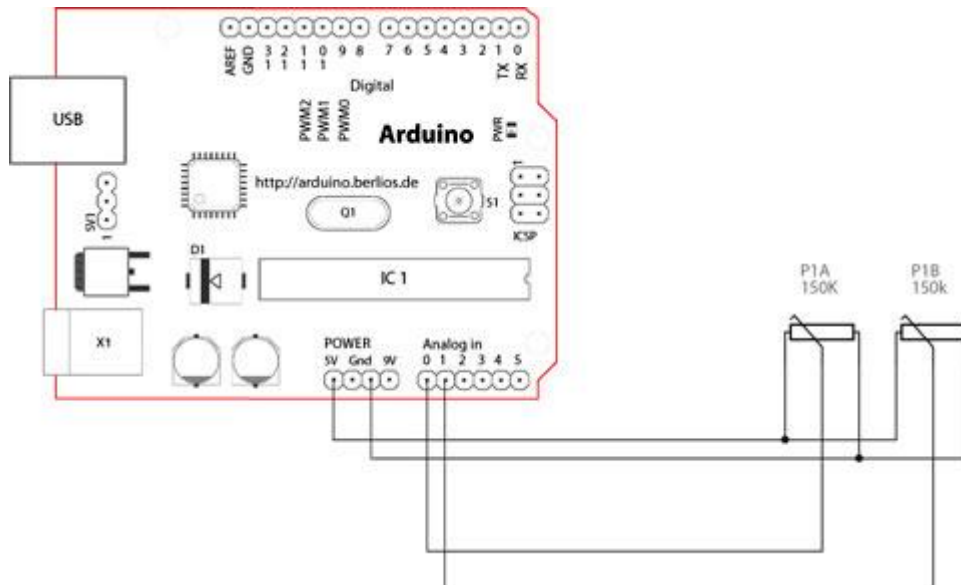 AREF GND 13 12 11 10 9 8 7 6 5 4 3 2 1 0
TX RX
Digital
PWM2 PWM1 PWM0
Arduino
PWR
USB
http://arduino.berlios.de
1
S1
Q1
SV1
1
ICSP
D1
IC 1
P1A
150K
P1B
150k
X1
POWER
Analog in
5V Gnd 9V
0 1 2 3 4 5